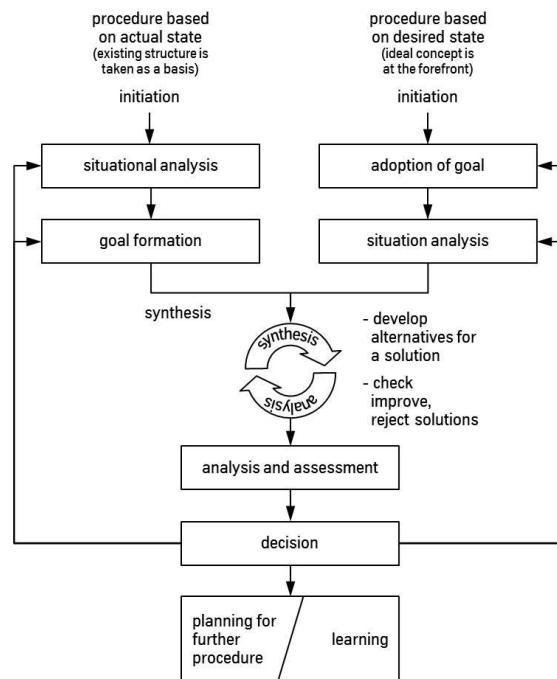 procedure based
on actual state
(existing structure is
taken as a basis)
initiation
procedure based
on desired state
(ideal concept is
at the forefront)
initiation
situational analysis
adoption of goal
goal formation
situation analysis
synthesis
synthesis
analysis
- develop
alternatives for
a solution
- check
improve,
reject solutions
analysis and assessment
decision
planning for
further
procedure
learning